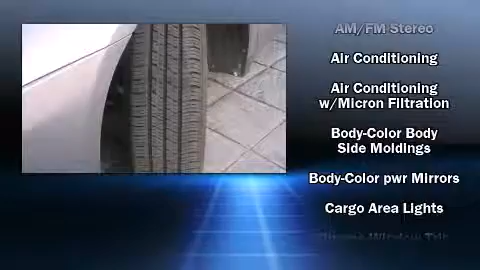 AM/FM Stereo
Air Conditioning
Air Conditioning
w/Micron Filtration
Body-Color Body
Side Moldings
Body-Color pwr Mirrors
Cargo Area Lights